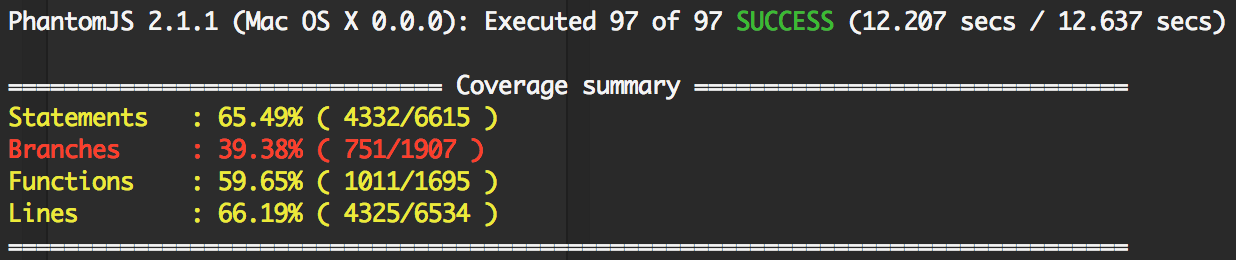 PhantomJS 2.1.1 (Mac OS X 0.0.0): Executed 97 of 97 SUCCESS (12.207 secs / 12.637 secs)
=============================== Coverage summary ===============================
Statements   : 65.49% ( 4332/6615 )
Branches     : 39.38% ( 751/1907 )
Functions    : 59.65% ( 1011/1695 )
Lines        : 66.19% ( 4325/6534 )
================================================================================